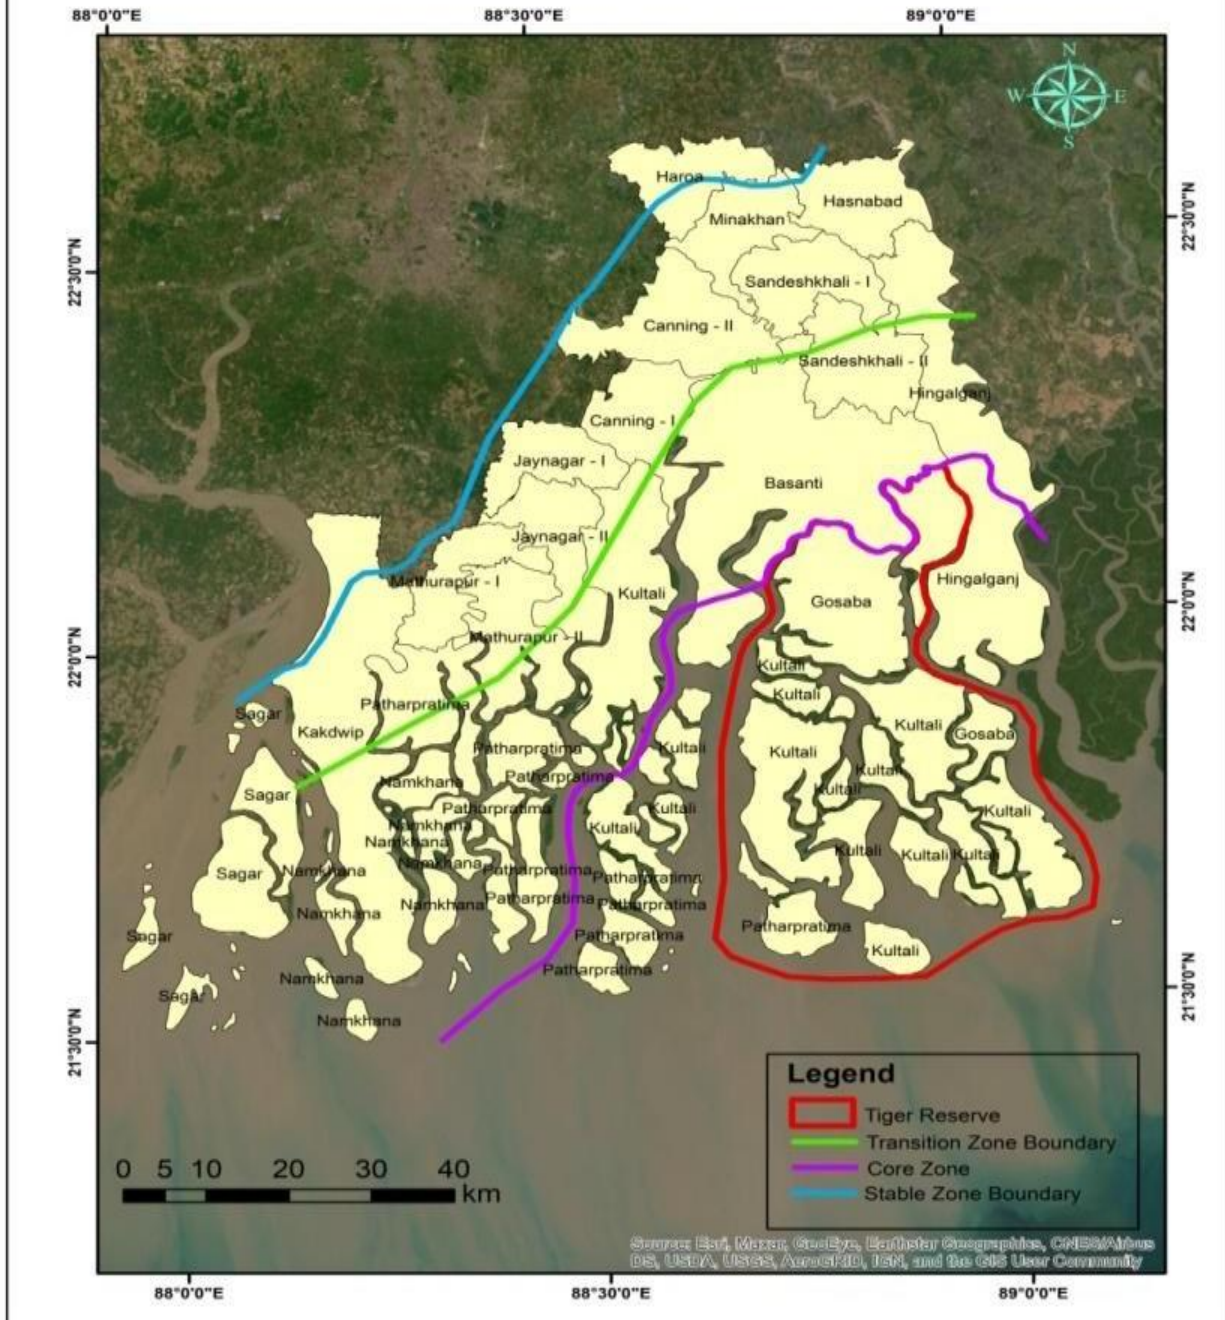 88°0'0"E 88°30'0"E 89°0'0"E
N
W E
S
22°30'0"N
22°30'0"N
22°0'0"N
22°0'0"N
21°30'0"N
21°30'0"N
Haroa
Hasnabad
Minakhan
Sandeshkhali - I
Canning - II
Sandeshkhali - II
Hingalganj
Canning - I
Jaynagar - I
Basanti
Jaynagar - II
Mathurapur - I
Kultali
Gosaba
Hingalganj
Mathurapur - II
Kultali
Kultali
Sagar
Patharpratima
Kakdwip
Kultali
Gosaba
Patharpratima
Kultali
Kultali
Kultali
Patharpratima
Namkhana
Kultali
Sagar
Patharpratima
Kultali
Kultali
Namkhana
Kultali
Namkhana
Kultali
Kultali
Kultali
Namkhana
Sagar
Namkhana
Patharpratima
Patharpratima
Patharpratima
Namkhana
Patharpratima
Namkhana
Patharpratima
Sagar
Patharpratima
Kultali
Patharpratima
Namkhana
Sagar
Namkhana
Legend
Tiger Reserve
Transition Zone Boundary
Core Zone
Stable Zone Boundary
0 5 10 20 30 40
km
Source: Esri, Maxar, GeoEye, Earthstar Geographics, CNES/Airbus
DS, USDA, USGS, AeroGRID, IGN, and the GIS User Community
88°0'0"E 88°30'0"E 89°0'0"E